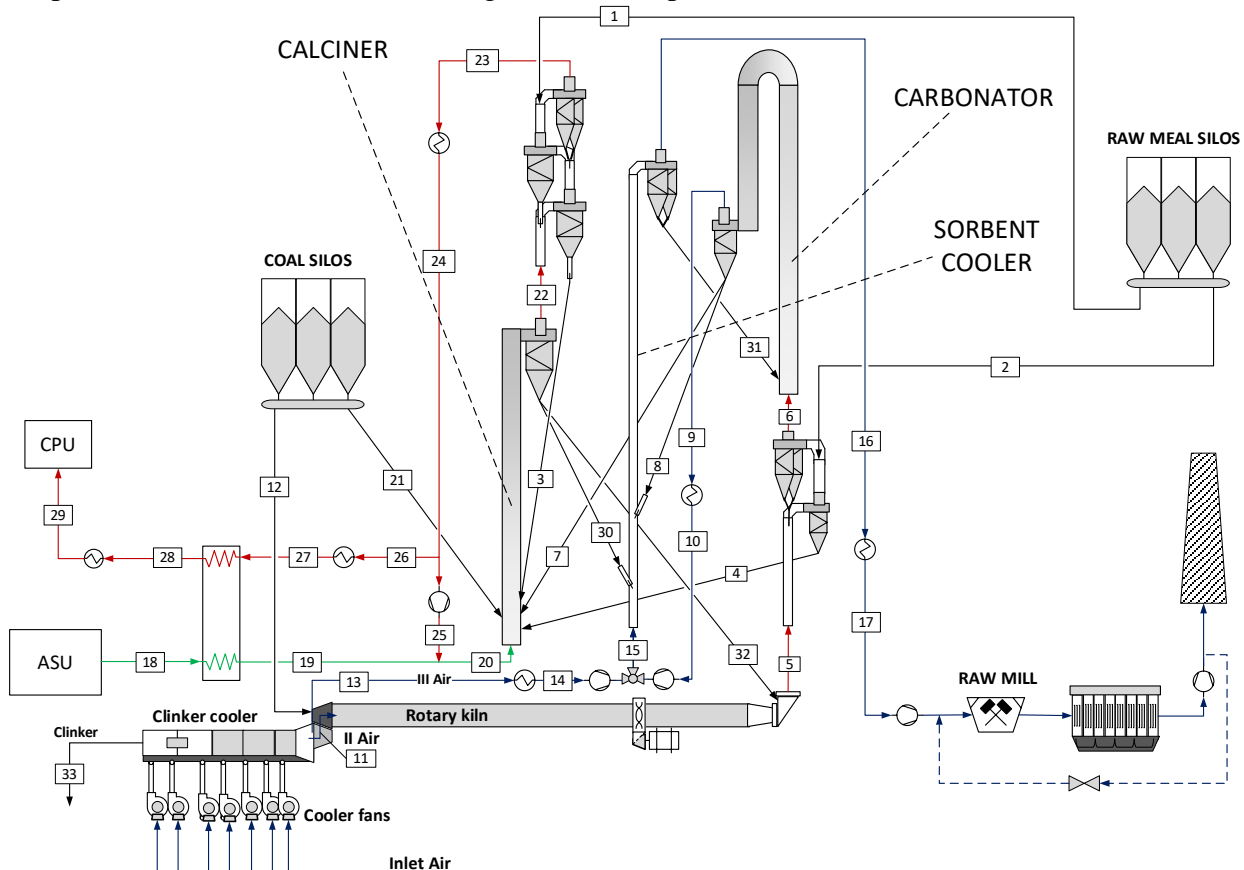 1
23
CALCINER
CARBONATOR
RAW MEAL SILOS
SORBENT
COOLER
COAL SILOS
24
22
31
2
6
9
16
CPU
12
21
3
8
29
30
10
7
4
28
27
26
25
ASU
18
19
20
15
32
5
17
13
III Air
14
RAW MILL
Clinker cooler
Rotary kiln
Clinker
II Air
33
11
Cooler fans
Inlet Air